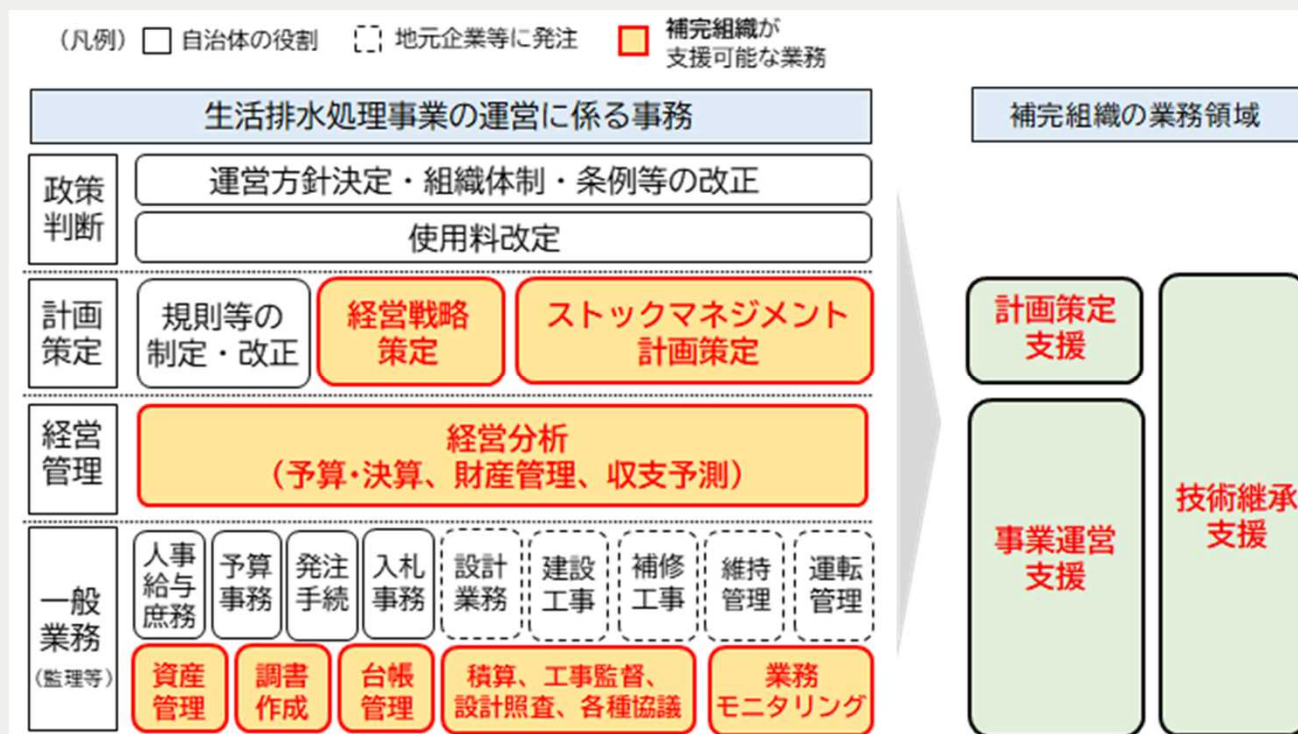 （凡例）
自治体の役割
地元企業等に発注
補完組織が
支援可能な業務
生活排水処理事業の運営に係る事務
補完組織の業務領域
政策
判断
運営方針決定・組織体制・条例等の改正
使用料改定
計画
策定
規則等の
制定・改正
経営戦略
策定
ストックマネジメント
計画策定
計画策定
支援
経営
管理
経営分析
（予算・決算、財産管理、収支予測）
事業運営
支援
技術継承
支援
一般
業務
（監理等）
人事
給与
庶務
予算
事務
発注
手続
入札
事務
設計
業務
建設
工事
補修
工事
維持
管理
運転
管理
資産
管理
調書
作成
台帳
管理
積算、工事監督、
設計照査、各種協議
業務
モニタリング